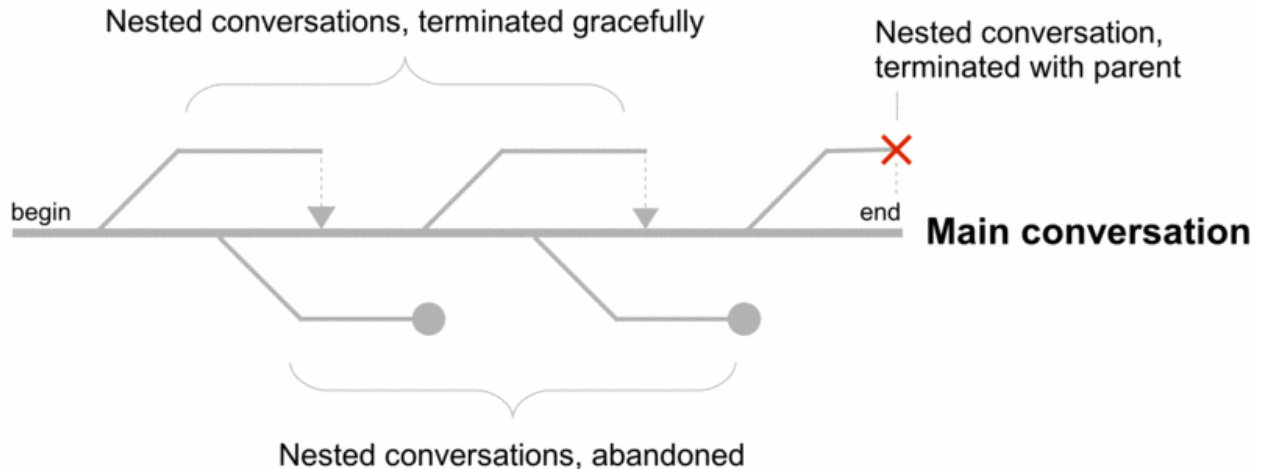 Nested conversations, terminated gracefully
Nested conversation,
terminated with parent
begin
end
Main conversation
Nested conversations, abandoned